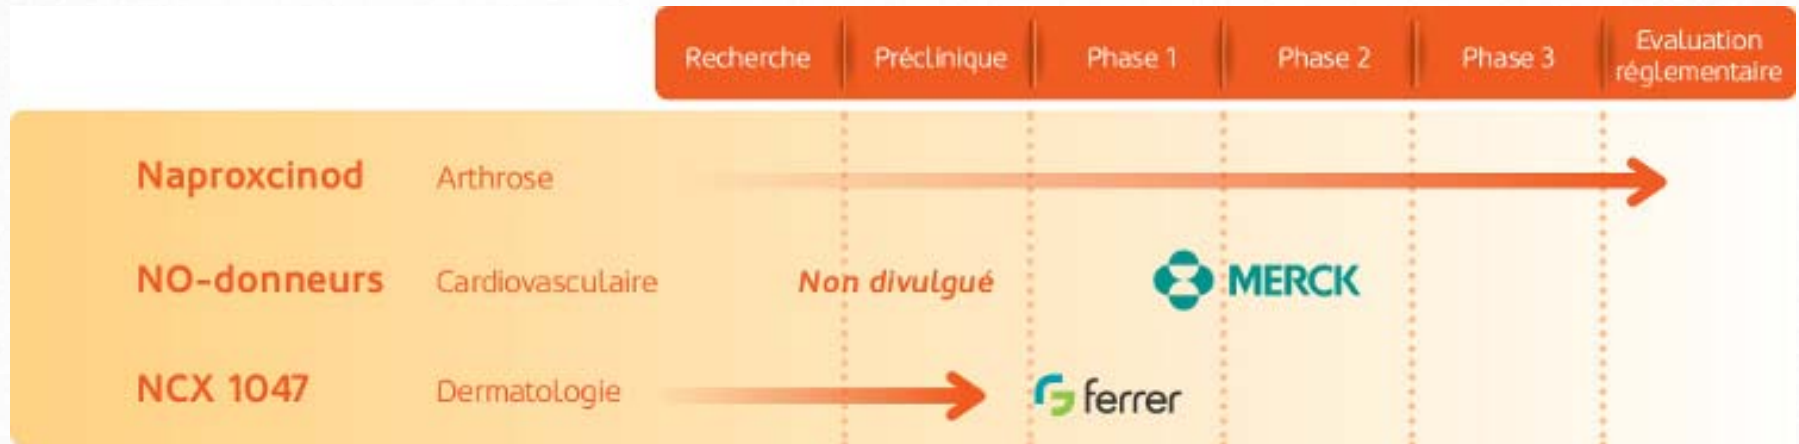 Recherche Préclinique Phase 1 Phase 2 Phase 3 Evaluation réglementaire
Naproxcinod Arthrose
NO-donneurs Cardiovasculaire Non divulgué MERCK
NCX 1047 Dermatologie ferrer